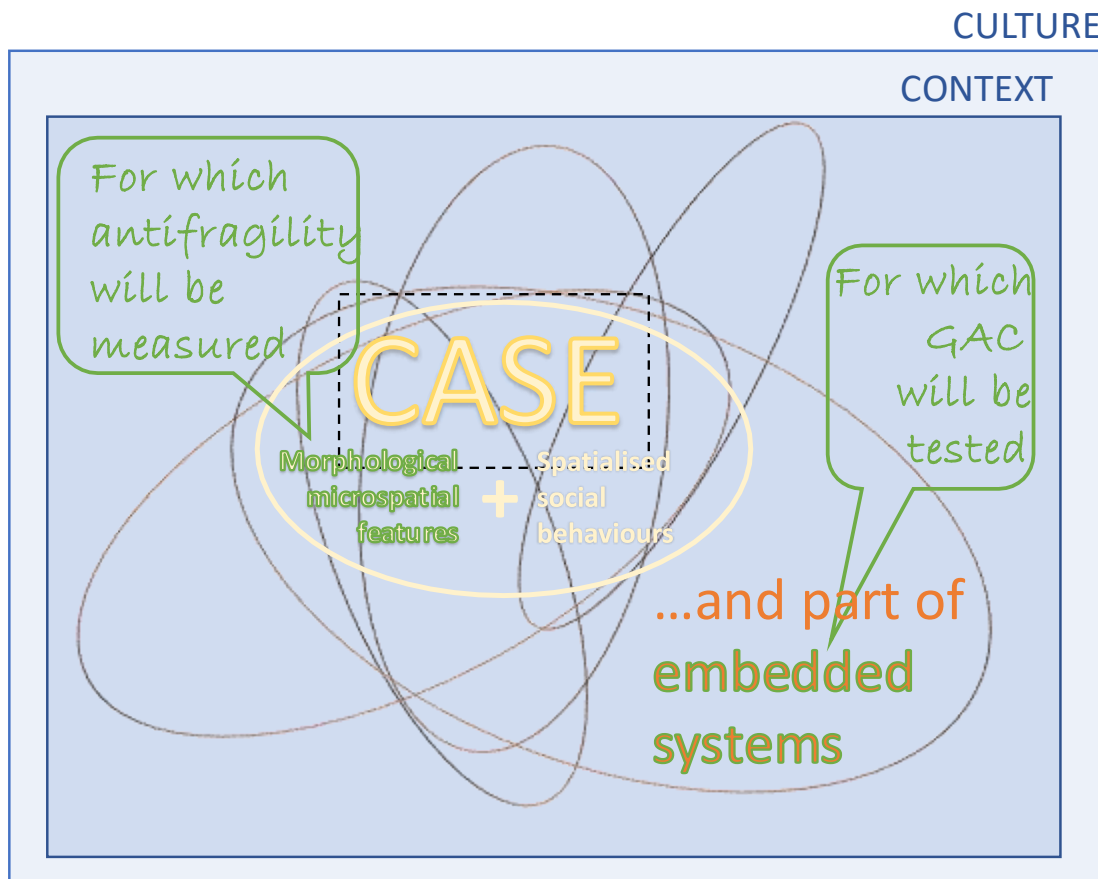 CULTURE
CONTEXT
For which
antifragility
will be
measured
For which
GAC
will be
tested
CASE
Morphological
microspatial
features
+
Spatialised
social
behaviours
...and part of
embedded
systems